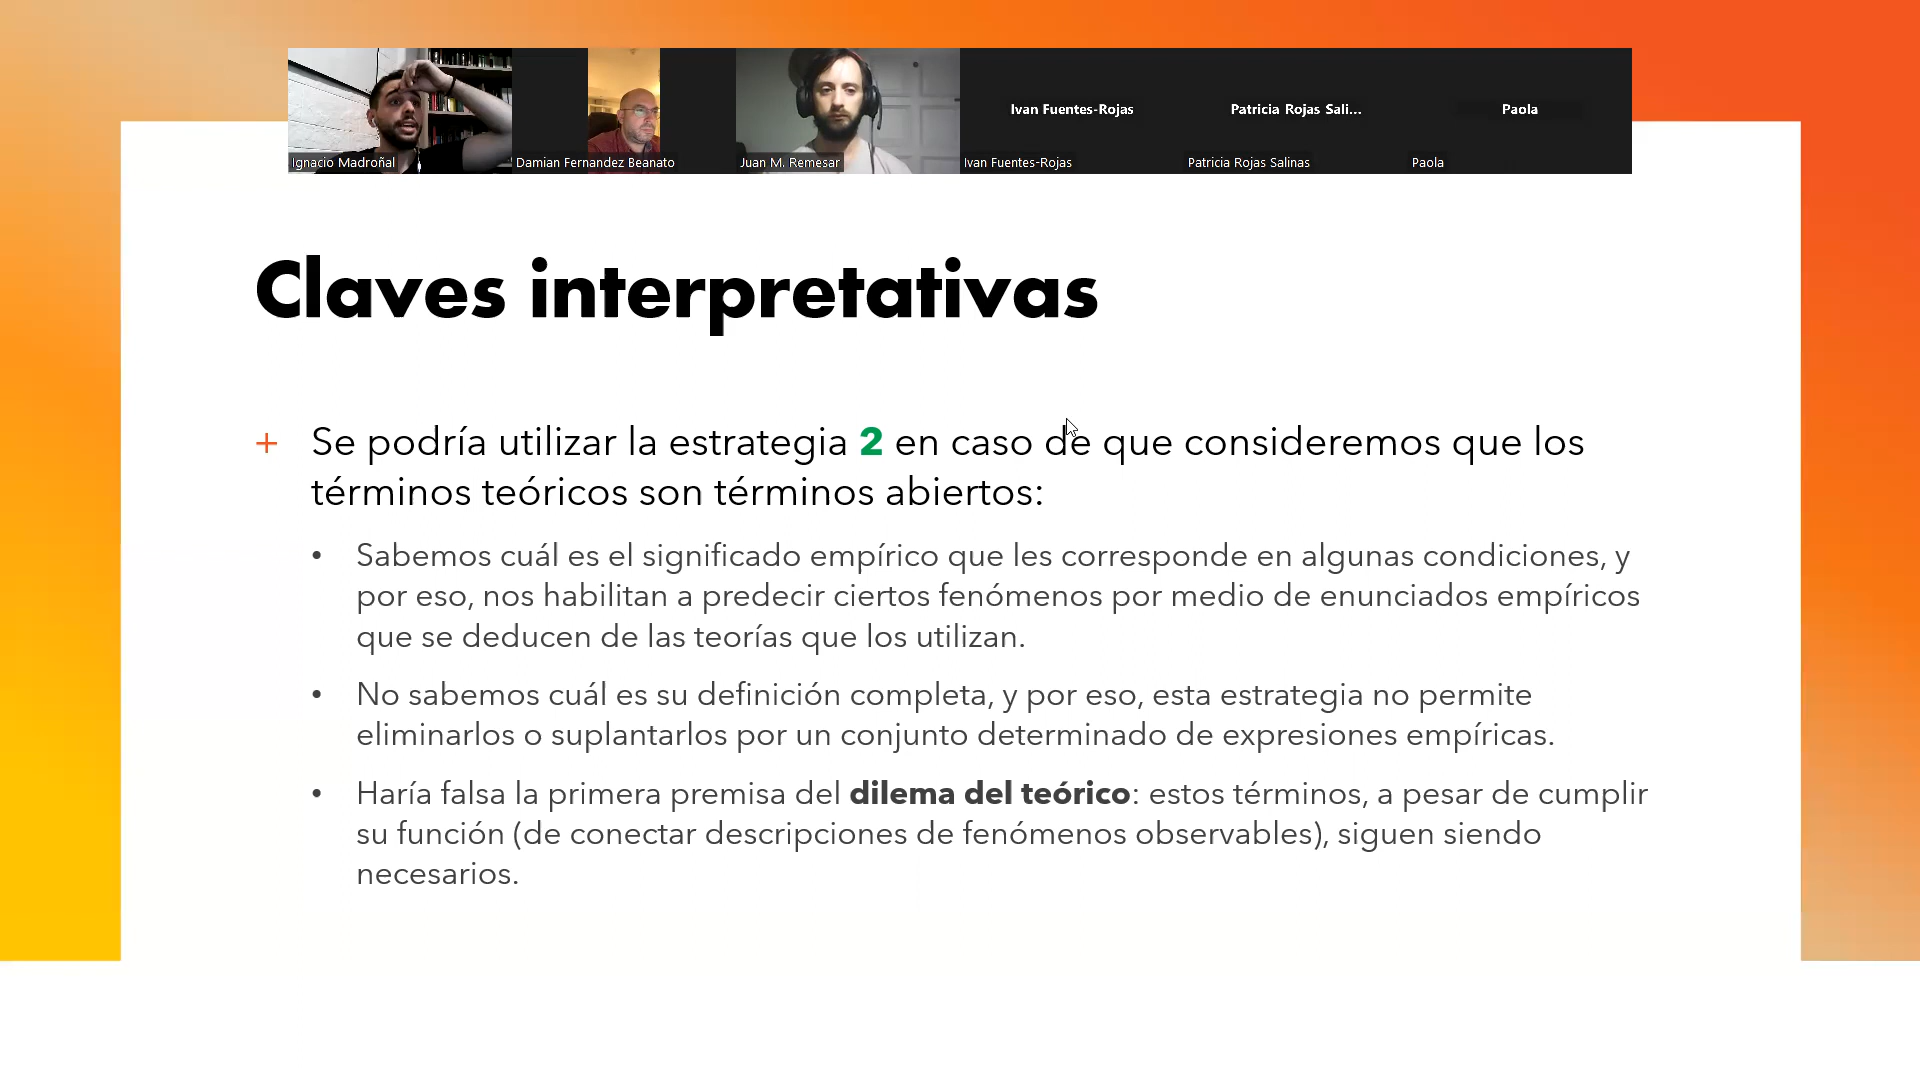 Ivan Fuentes-Rojas
Patricia Rojas Sali...
Paola
Ignacio Madroñal
Damian Fernandez Beanato
Juan M. Remesar
Ivan Fuentes-Rojas
Patricia Rojas Salinas
Paola
Claves interpretativas
+ Se podría utilizar la estrategia 2 en caso de que consideremos que los
términos teóricos son términos abiertos:
• Sabemos cuál es el significado empírico que les corresponde en algunas condiciones, y
por eso, nos habilitan a predecir ciertos fenómenos por medio de enunciados empíricos
que se deducen de las teorías que los utilizan.
• No sabemos cuál es su definición completa, y por eso, esta estrategia no permite
eliminarlos o suplantarlos por un conjunto determinado de expresiones empíricas.
• Haría falsa la primera premisa del dilema del teórico: estos términos, a pesar de cumplir
su función (de conectar descripciones de fenómenos observables), siguen siendo
necesarios.